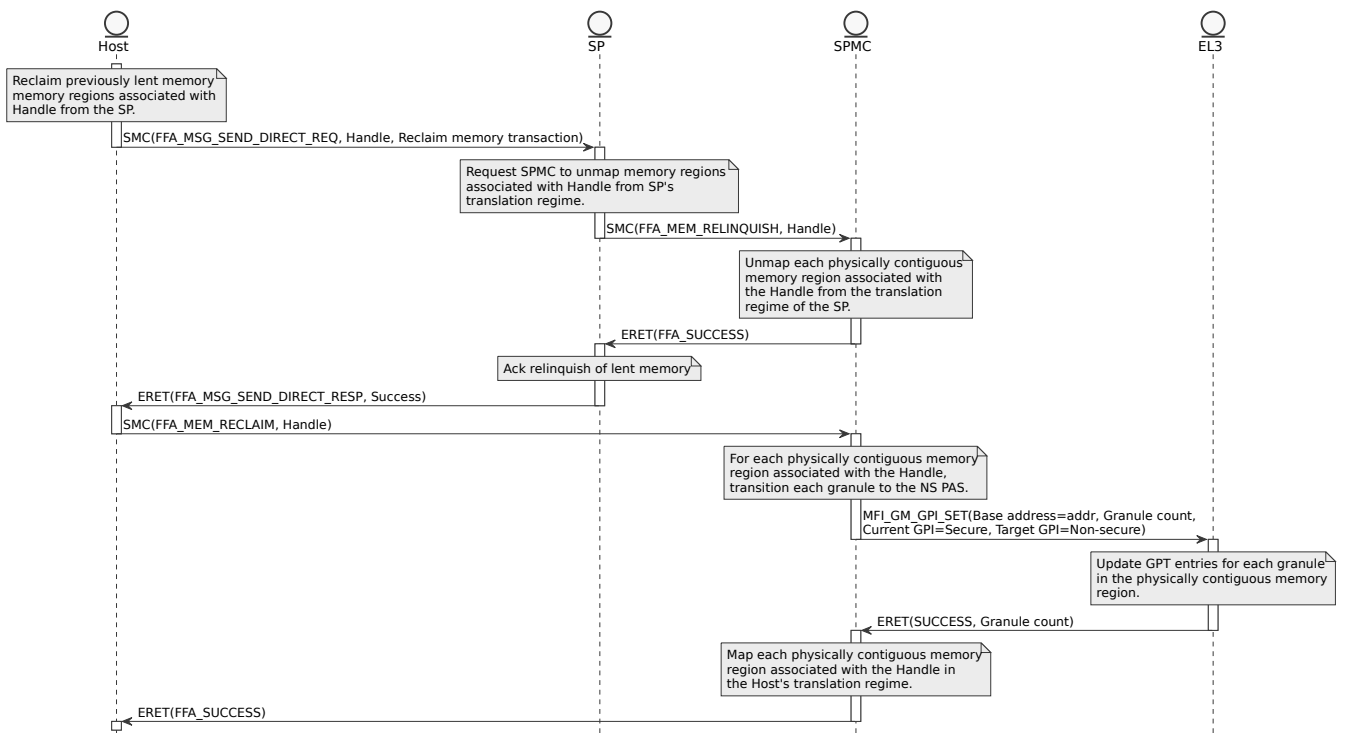 Host
SP
SPMC
EL3
Reclaim previously lent memory
memory regions associated with
Handle from the SP.
SMC(FFA_MSG_SEND_DIRECT_REQ, Handle, Reclaim memory transaction)
Request SPMC to unmap memory regions
associated with Handle from SP's
translation regime.
SMC(FFA_MEM_RELINQUISH, Handle)
Unmap each physically contiguous
memory region associated with
the Handle from the translation
regime of the SP.
ERET(FFA_SUCCESS)
Ack relinquish of lent memory
ERET(FFA_MSG_SEND_DIRECT_RESP, Success)
SMC(FFA_MEM_RECLAIM, Handle)
For each physically contiguous memory
region associated with the Handle,
transition each granule to the NS PAS.
MFI_GM_GPI_SET(Base address=addr, Granule count,
Current GPI=Secure, Target GPI=Non-secure)
Update GPT entries for each granule
in the physically contiguous memory
region.
ERET(SUCCESS, Granule count)
Map each physically contiguous memory
region associated with the Handle in
the Host's translation regime.
ERET(FFA_SUCCESS)